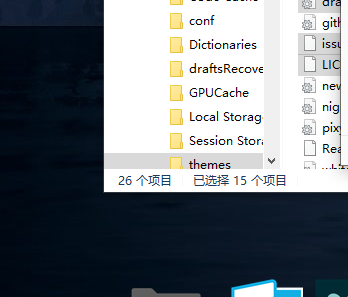 conf
Dictionaries
draftsRecove
GPUCache
Local Storag
Session Stora
themes
gith
issu
LIC
new
nig
pix
Rea
26 个项目 已选择 15 个项目